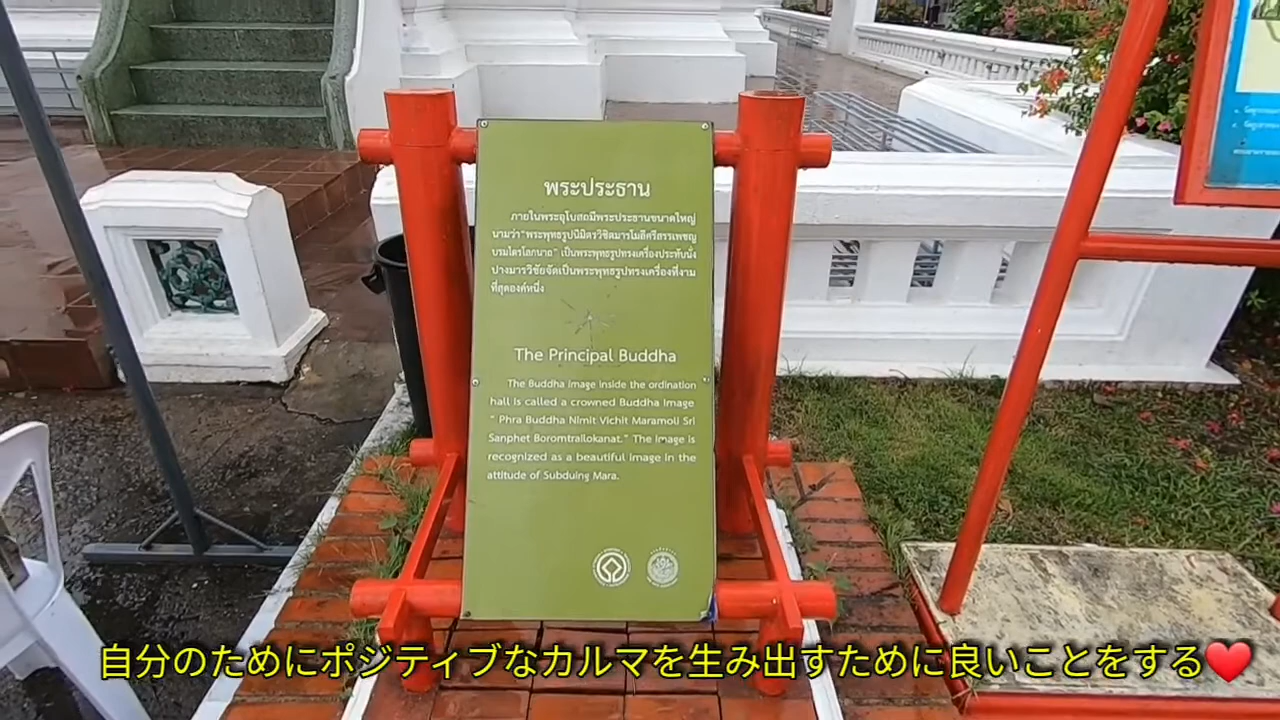 พระประธาน
ภายในพระอุโบสถมีพระประธานขนาดใหญ่
นามว่า"พระพุทธรูปนิมิตรวิชิตมารโมลีศรีสรรเพชญ
บรมไตรโลกนาถ" เป็นพระพุทธรูปทรงเครื่องประทับนั่ง
ปางมารวิชัยจัดเป็นพระพุทธรูปทรงเครื่องที่งาม
ที่สุดองค์หนึ่ง
The Principal Buddha
The Buddha image inside the ordination
hall is called a crowned Buddha image
" Phra Buddha Nimit Vichit Maramoli Sri
Sanphet Boromtrailokanat." The image is
recognized as a beautiful image in the
attitude of Subduing Mara.
自分のためにポジティブなカルマを生み出すために良いことをする❤️